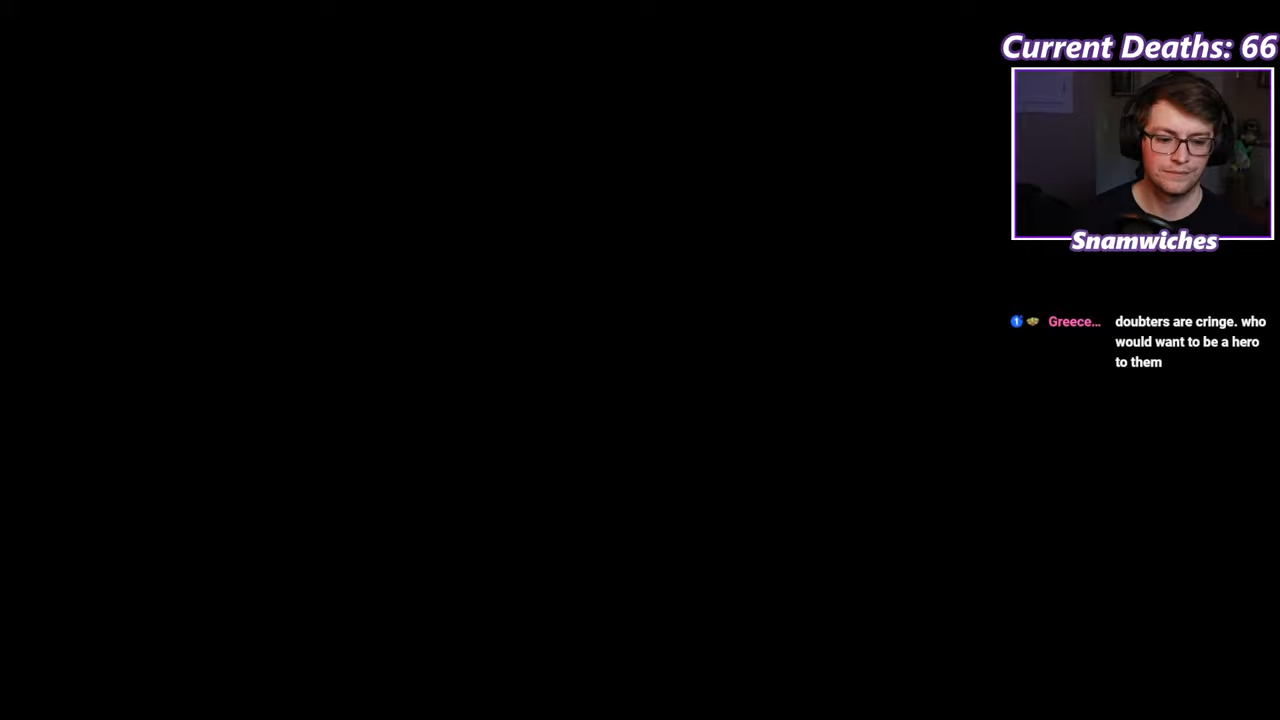 Current Deaths: 66
Snamwiches
Greece… doubters are cringe. who
would want to be a hero
to them